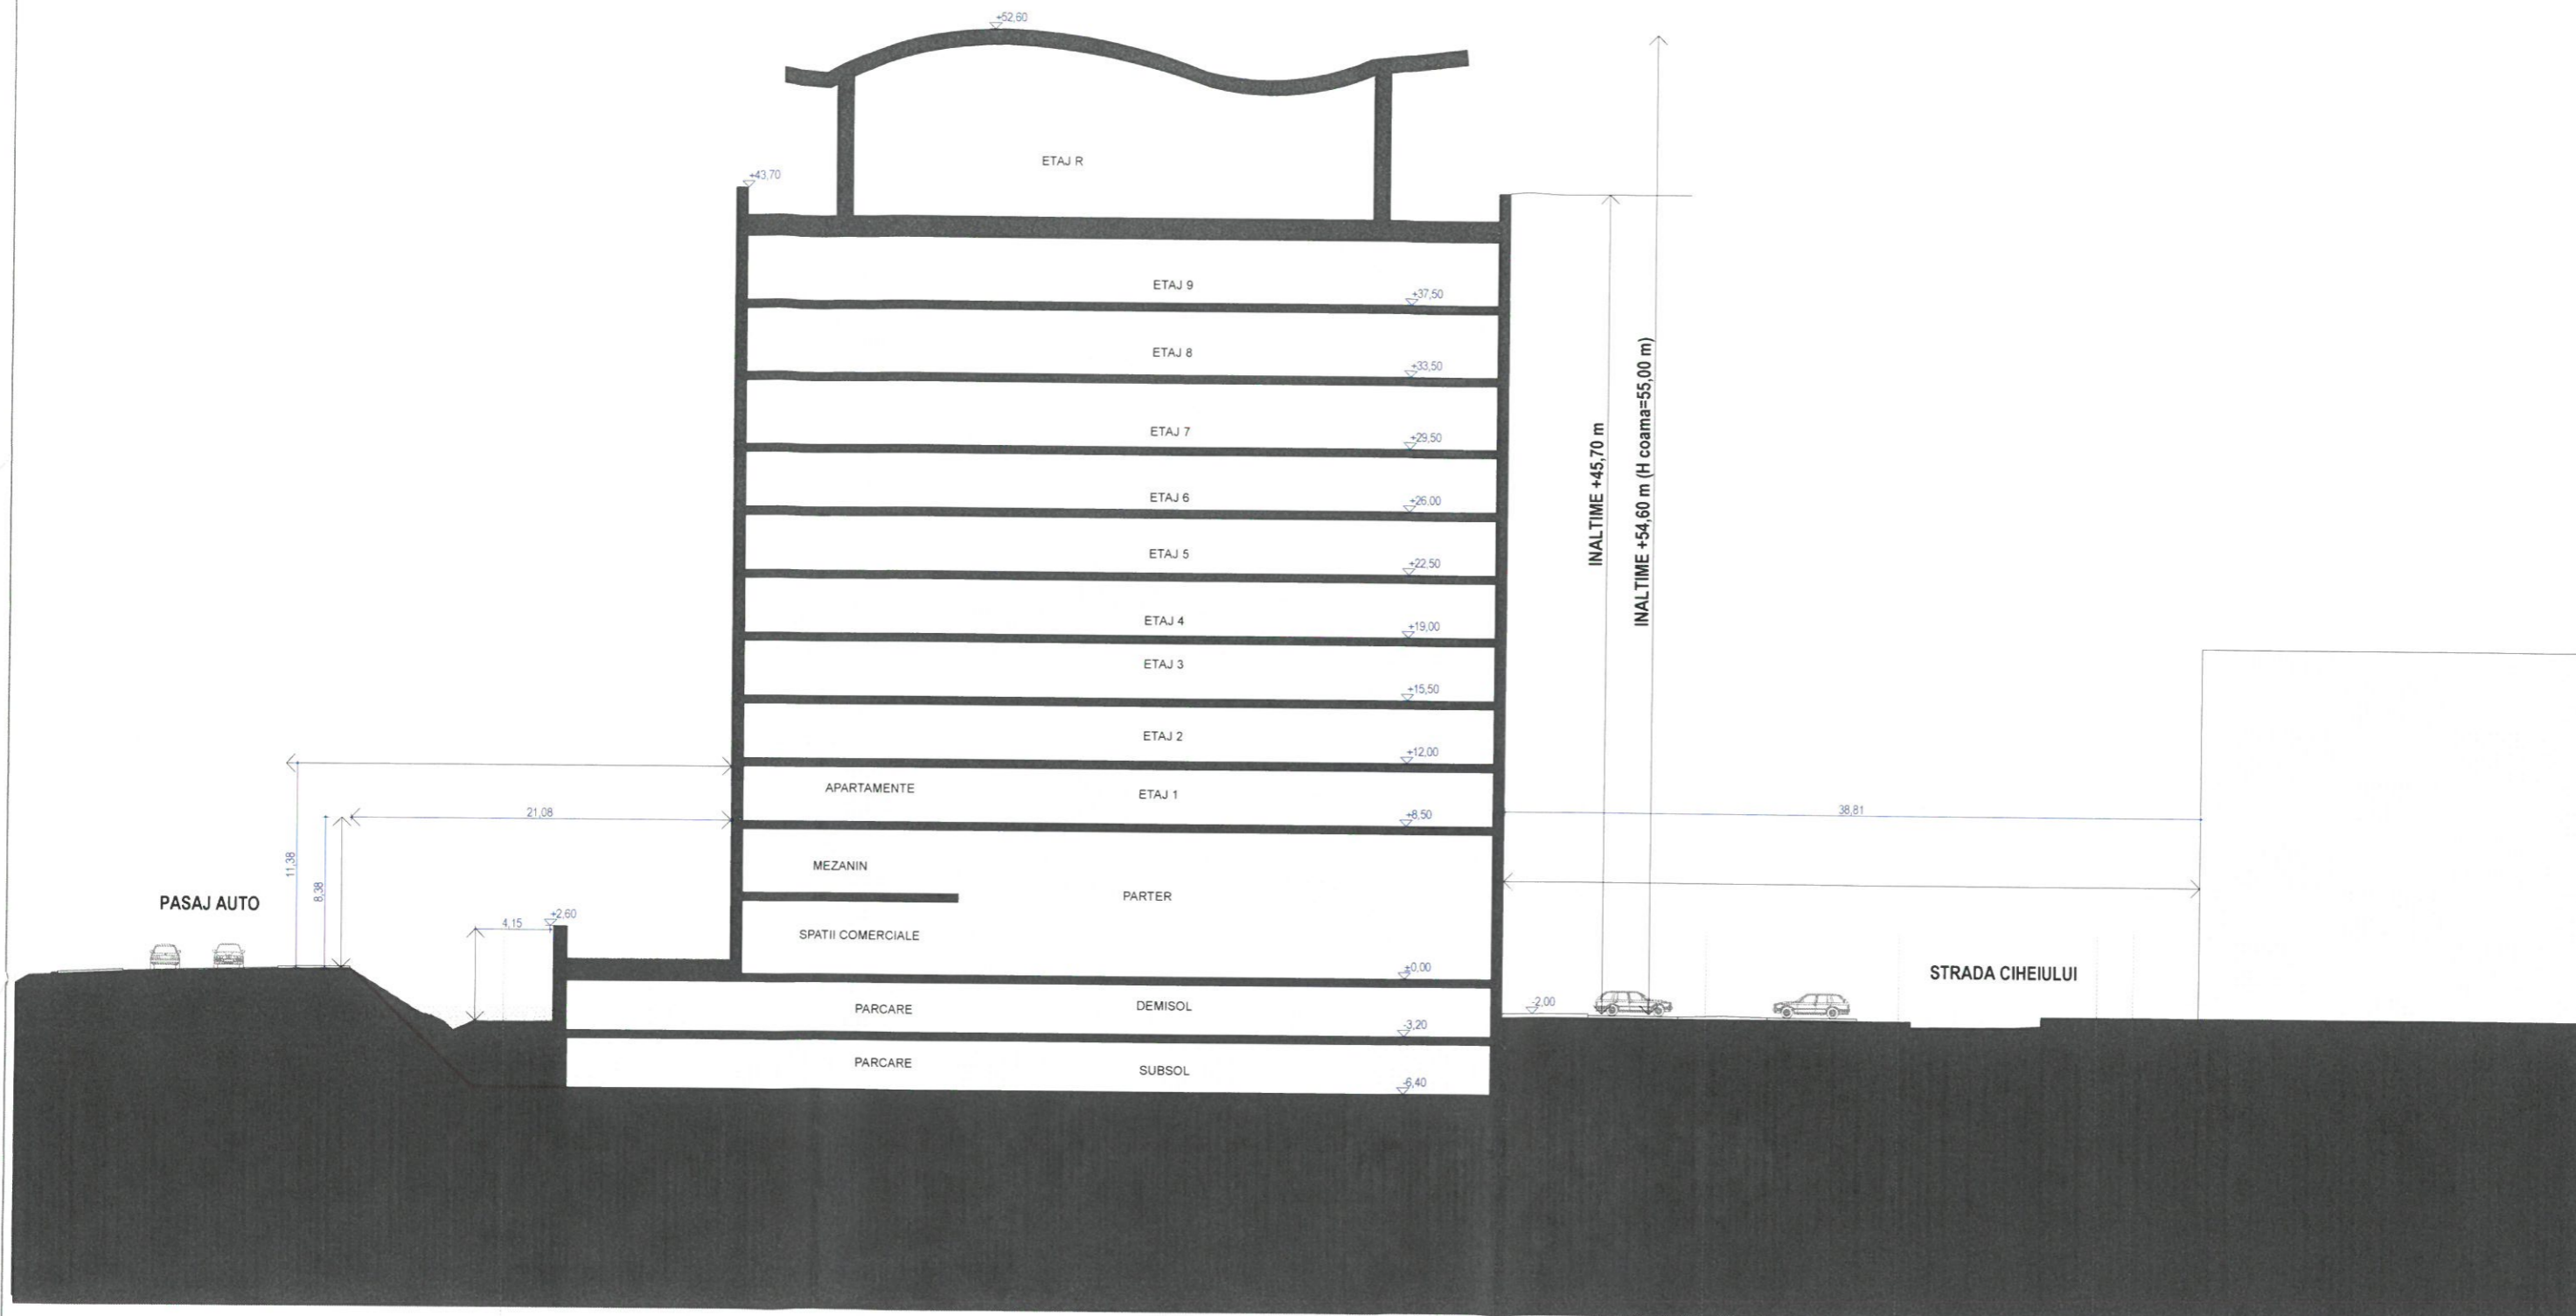 +52,60
ETAJ R
+43,70
ETAJ 9
+37,50
ETAJ 8
+33,50
ETAJ 7
+29,50
ETAJ 6
+26,00
ETAJ 5
+22,50
ETAJ 4
+19,00
ETAJ 3
+15,50
ETAJ 2
+12,00
APARTAMENTE
ETAJ 1
+8,50
21,08
11,38
8,38
MEZANIN
PARTER
PASAJ AUTO
4,15
+2,60
SPATII COMERCIALE
±0,00
PARCARE
DEMISOL
-3,20
PARCARE
SUBSOL
-6,40
INALTIME +45,70 m
INALTIME +54,60 m (H coama=55,00 m)
38,81
-2,00
STRADA CIHEIULUI